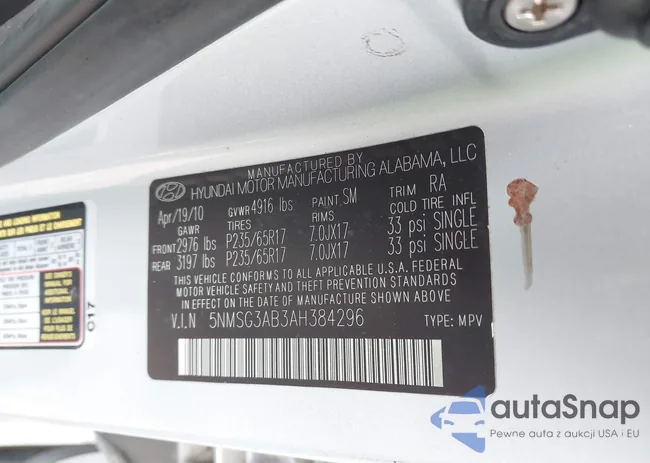 MANUFACTURED BY
HYUNDAI MOTOR MANUFACTURING ALABAMA, LLC
Apr/19/10 GVWR 4916 lbs PAINT SM TRIM RA
GAWR TIRES RIMS COLD TIRE INFL
FRONT 2976 lbs P235/65R17 7.0JX17 33 psi SINGLE
REAR 3197 lbs P235/65R17 7.0JX17 33 psi SINGLE
THIS VEHICLE CONFORMS TO ALL APPLICABLE U.S.A. FEDERAL
MOTOR VEHICLE SAFETY AND THEFT PREVENTION STANDARDS
IN EFFECT ON THE DATE OF MANUFACTURE SHOWN ABOVE
V.I.N 5NMSG3AB3AH384296 TYPE: MPV
C17
autaSnap
Pewne auta z aukcji USA i EU